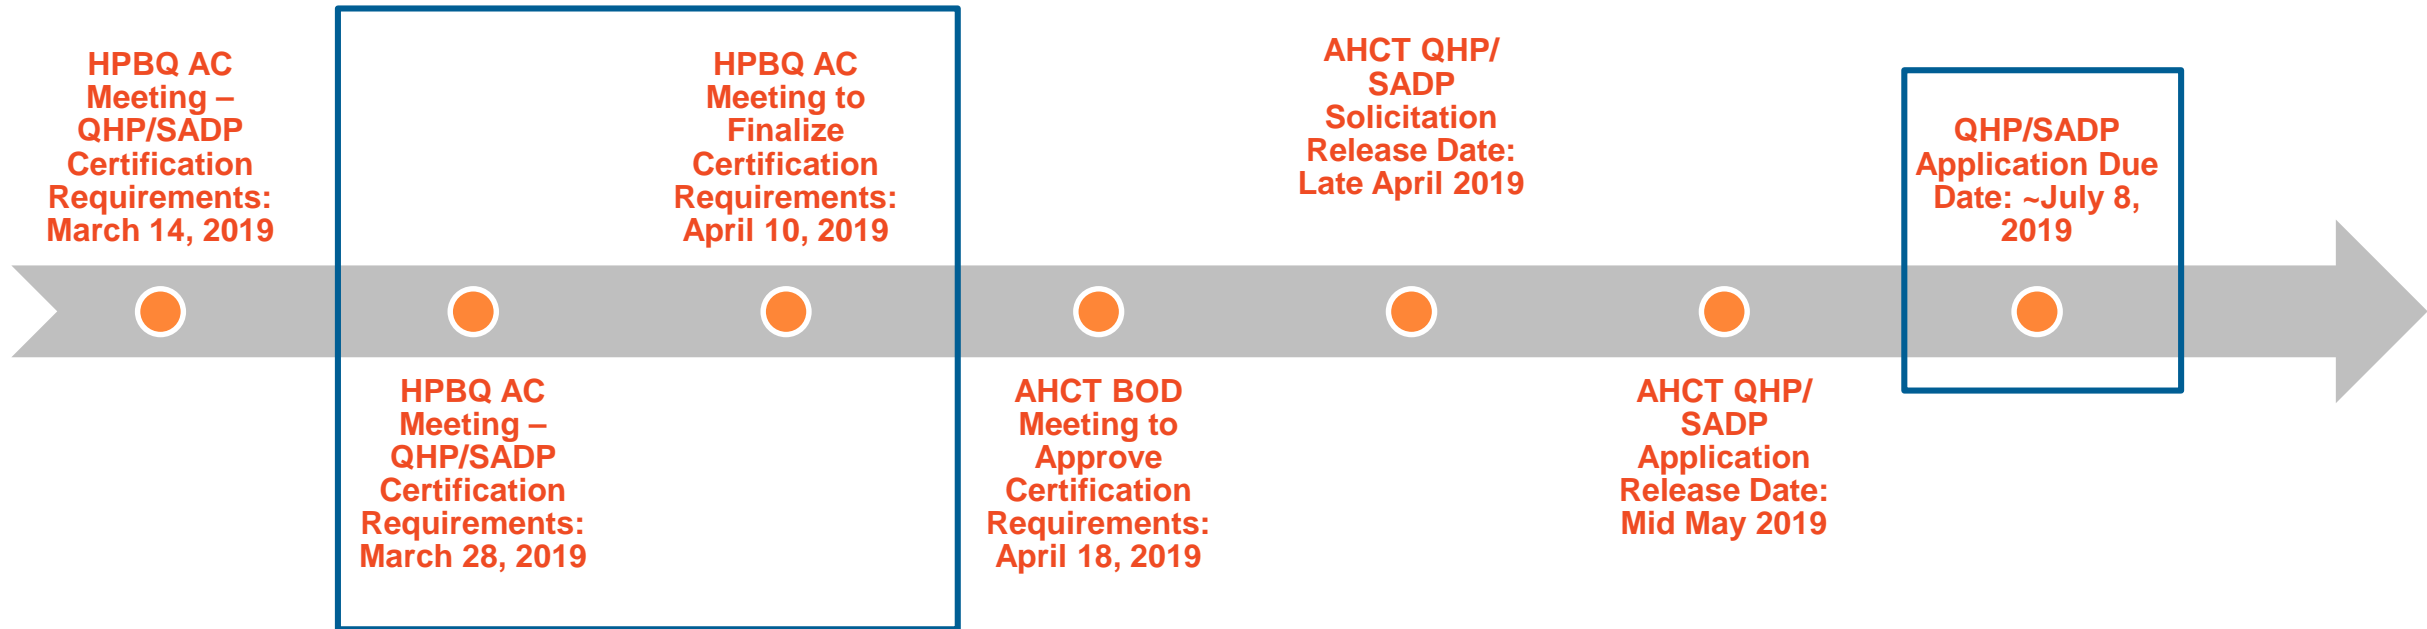 HPBQ AC
Meeting –
QHP/SADP
Certification
Requirements:
March 14, 2019
HPBQ AC
Meeting –
QHP/SADP
Certification
Requirements:
March 28, 2019
HPBQ AC
Meeting to
Finalize
Certification
Requirements:
April 10, 2019
AHCT BOD
Meeting to
Approve
Certification
Requirements:
April 18, 2019
AHCT QHP/
SADP
Solicitation
Release Date:
Late April 2019
AHCT QHP/
SADP
Application
Release Date:
Mid May 2019
QHP/SADP
Application Due
Date: ~July 8,
2019